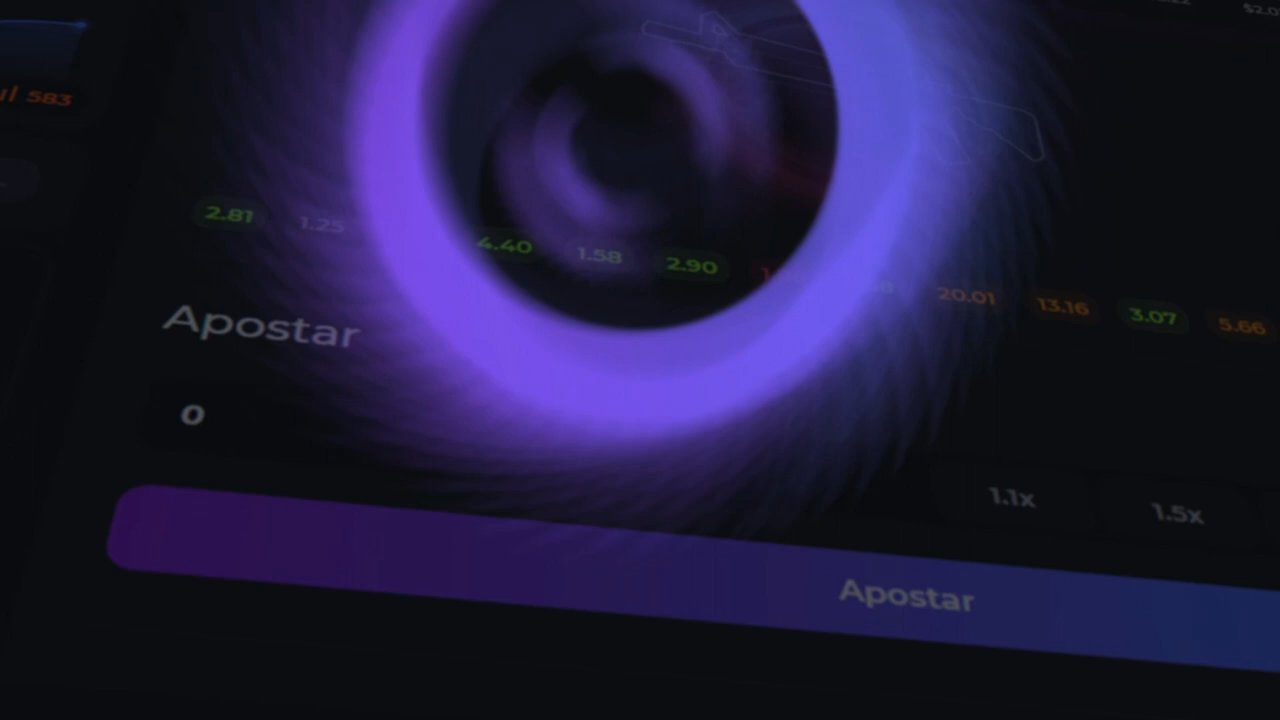 583
2.81 1.25 4.40 1.58 2.90 20.01 13.16 3.07 5.66
Apostar
0
1.1x 1.5x
Apostar